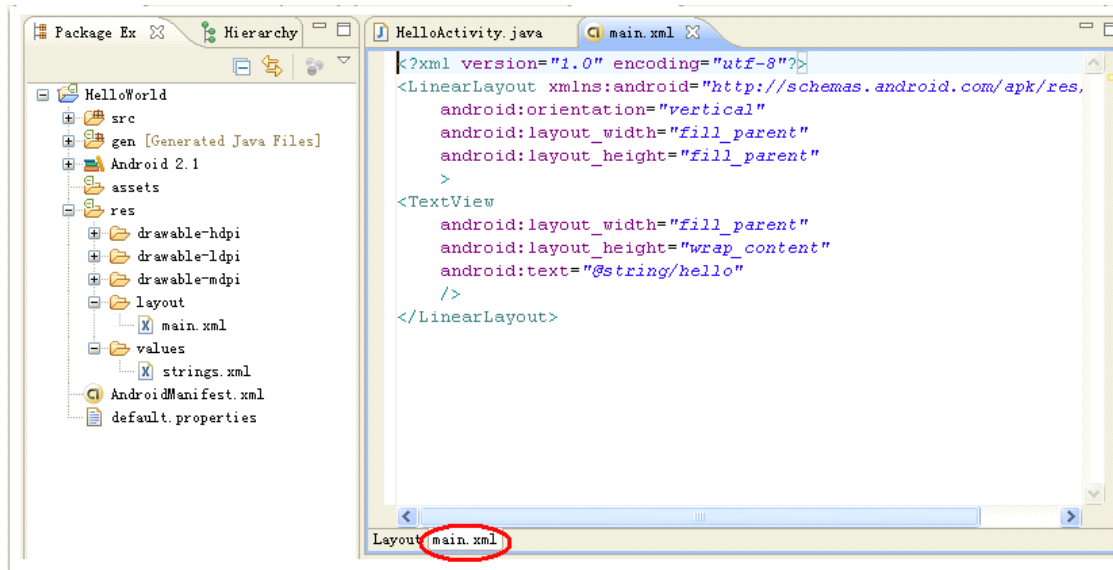 Package Ex
Hierarchy
HelloWorld
src
gen [Generated Java Files]
Android 2.1
assets
res
drawable-hdpi
drawable-ldpi
drawable-mdpi
layout
main.xml
values
strings.xml
AndroidManifest.xml
default.properties
HelloActivity.java
main.xml
<?xml version="1.0" encoding="utf-8"?>
<LinearLayout xmlns:android="http://schemas.android.com/apk/res/
android:orientation="vertical"
android:layout_width="fill_parent"
android:layout_height="fill_parent"
>
<TextView
android:layout_width="fill_parent"
android:layout_height="wrap_content"
android:text="@string/hello"
/>
</LinearLayout>
Layout main.xml